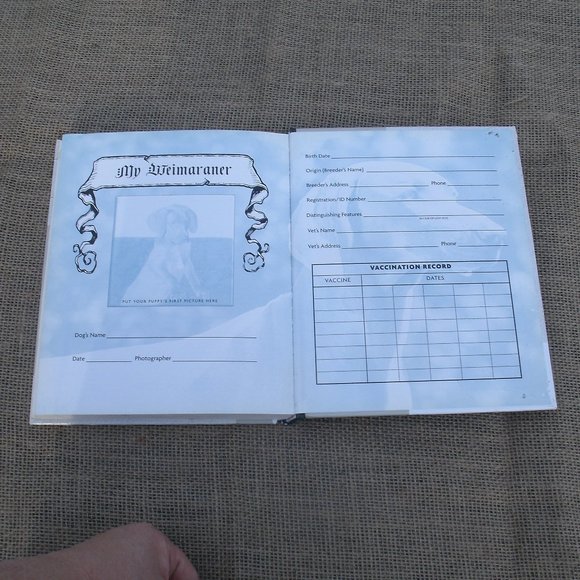 My Weimaraner
PUT YOUR PUPPY'S FIRST PICTURE HERE
Dog's Name
Date Photographer
Birth Date
Origin (Breeder's Name)
Breeder's Address Phone
Registration/ID Number
Distinguishing Features
Vet's Name
Vet's Address Phone
VACCINATION RECORD
VACCINE DATES